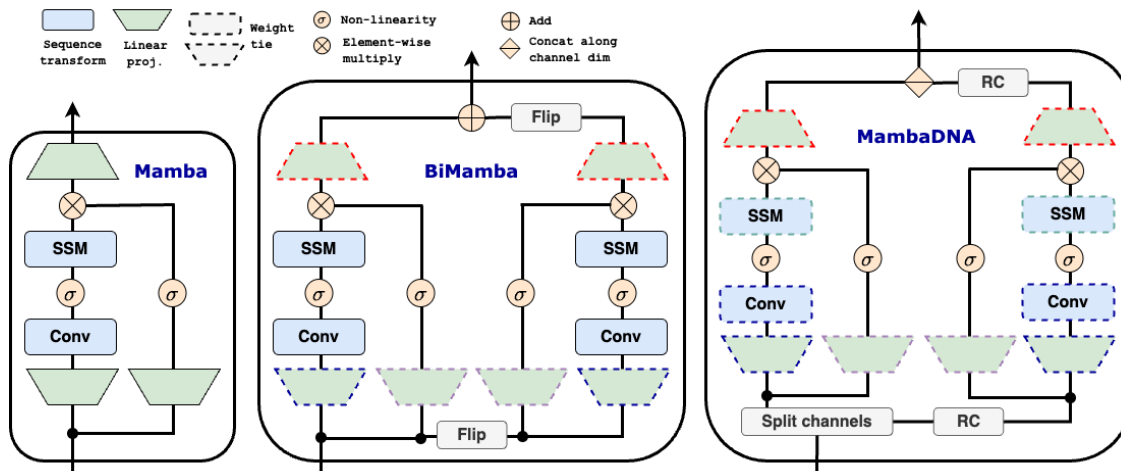 Sequence
transform
Linear
proj.
Weight
tie
σ Non-linearity
Element-wise
multiply
Add
Concat along
channel dim
Mamba
SSM
σ σ
Conv
BiMamba
Flip
SSM SSM
σ σ σ σ
Conv Conv
Flip
MambaDNA
RC
SSM SSM
σ σ σ σ
Conv Conv
Split channels RC